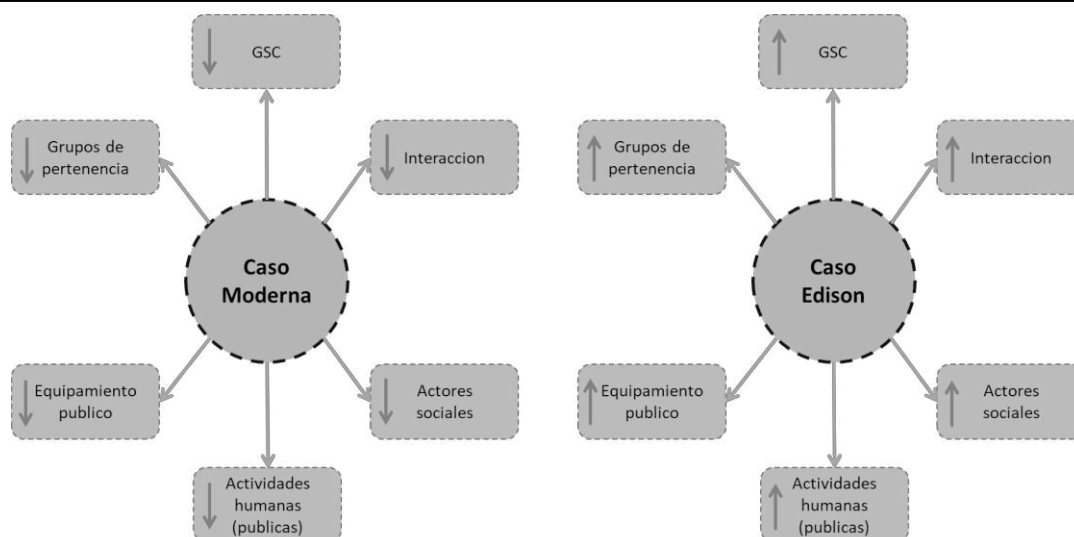 GSC
Grupos de
pertenencia
Interaccion
Caso
Moderna
Equipamiento
publico
Actores
sociales
Actividades
humanas
(publicas)
GSC
Grupos de
pertenencia
Interaccion
Caso
Edison
Equipamiento
publico
Actores
sociales
Actividades
humanas
(publicas)